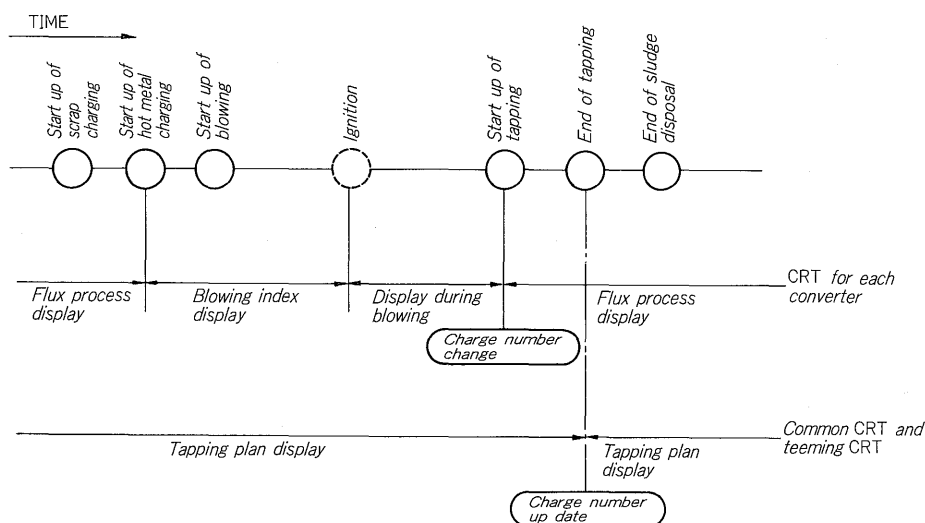 TIME
Start up of
scrap
charging
Start up of
hot metal
charging
Start up of
blowing
Ignition
Start up of
tapping
End of tapping
End of sludge
disposal
CRT for each
converter
Flux process
display
Blowing index
display
Display during
blowing
Flux process
display
Charge number
change
Common CRT and
teeming CRT
Tapping plan display
Tapping plan
display
Charge number
up date